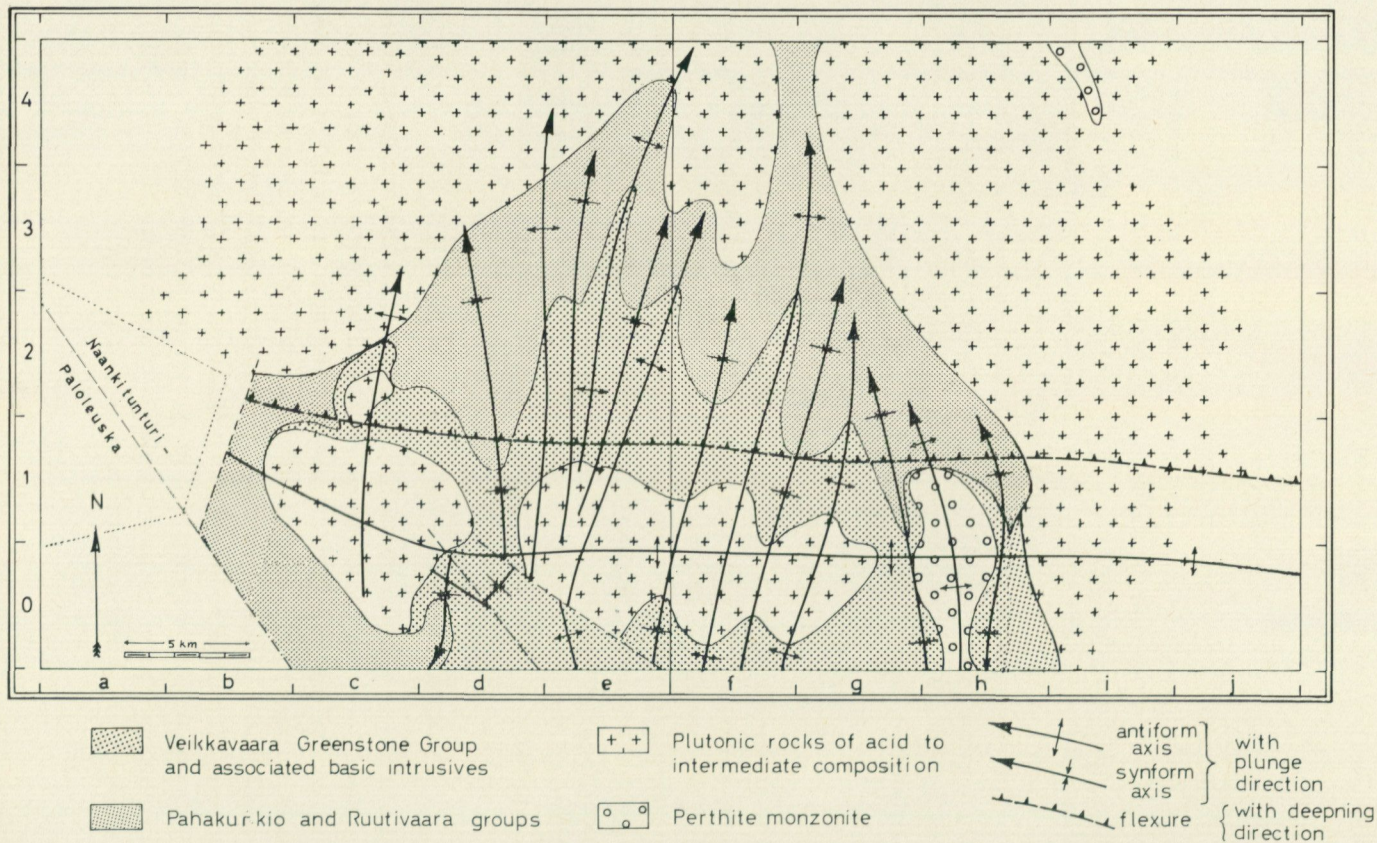 4
3
2
1
0
Naankitunturi
Paloleuska
N
5 km
a b c d e f g h i j
Veikkavaara Greenstone Group
and associated basic intrusives
Pahakurkio and Ruutivaara groups
Plutonic rocks of acid to
intermediate composition
Perthite monzonite
antiform
axis
synform
axis
with
plunge
direction
flexure
with deepning
direction